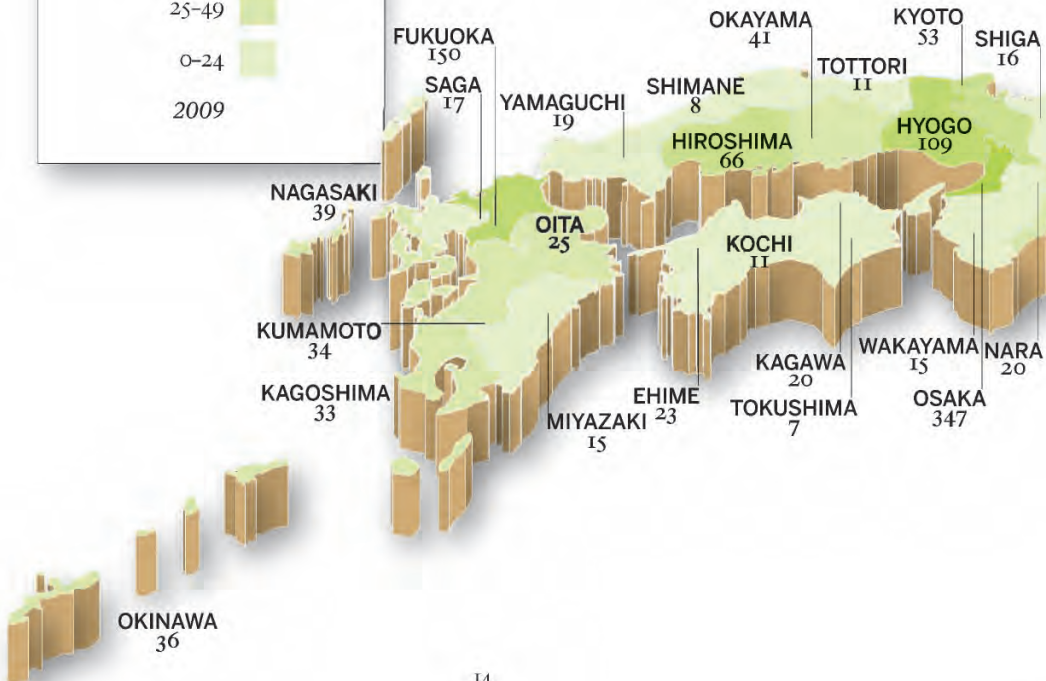 25–49
0–24
2009
FUKUOKA
150
SAGA
17
YAMAGUCHI
19
SHIMANE
8
OKAYAMA
41
TOTTORI
11
KYOTO
53
SHIGA
16
HIROSHIMA
66
HYOGO
109
NAGASAKI
39
OITA
25
KOCHI
11
KUMAMOTO
34
KAGOSHIMA
33
MIYAZAKI
15
EHIME
23
KAGAWA
20
TOKUSHIMA
7
WAKAYAMA
15
NARA
20
OSAKA
347
OKINAWA
36
14